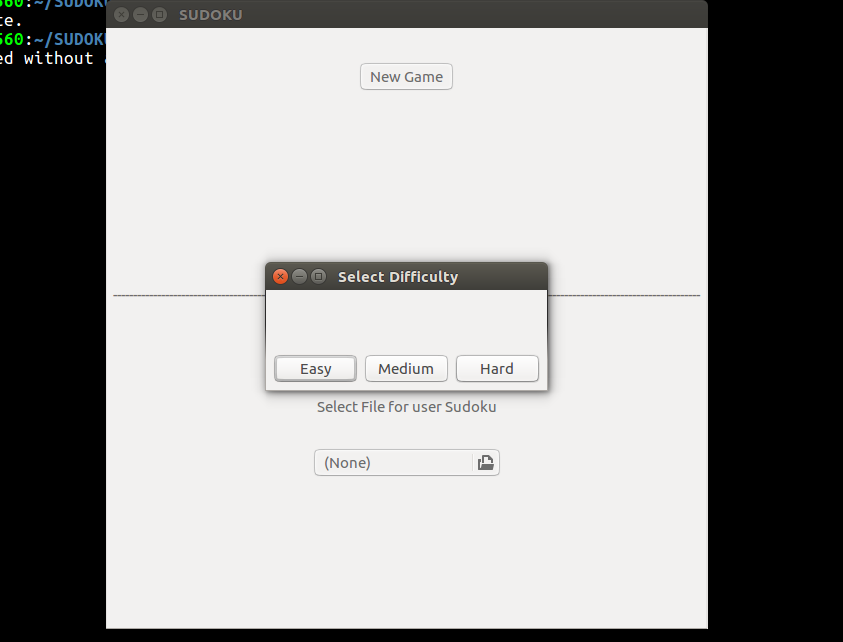 560:~/SUDOKU
te.
560:~/SUDOKU
ed without
SUDOKU
New Game
Select Difficulty
Easy Medium Hard
Select File for user Sudoku
(None)